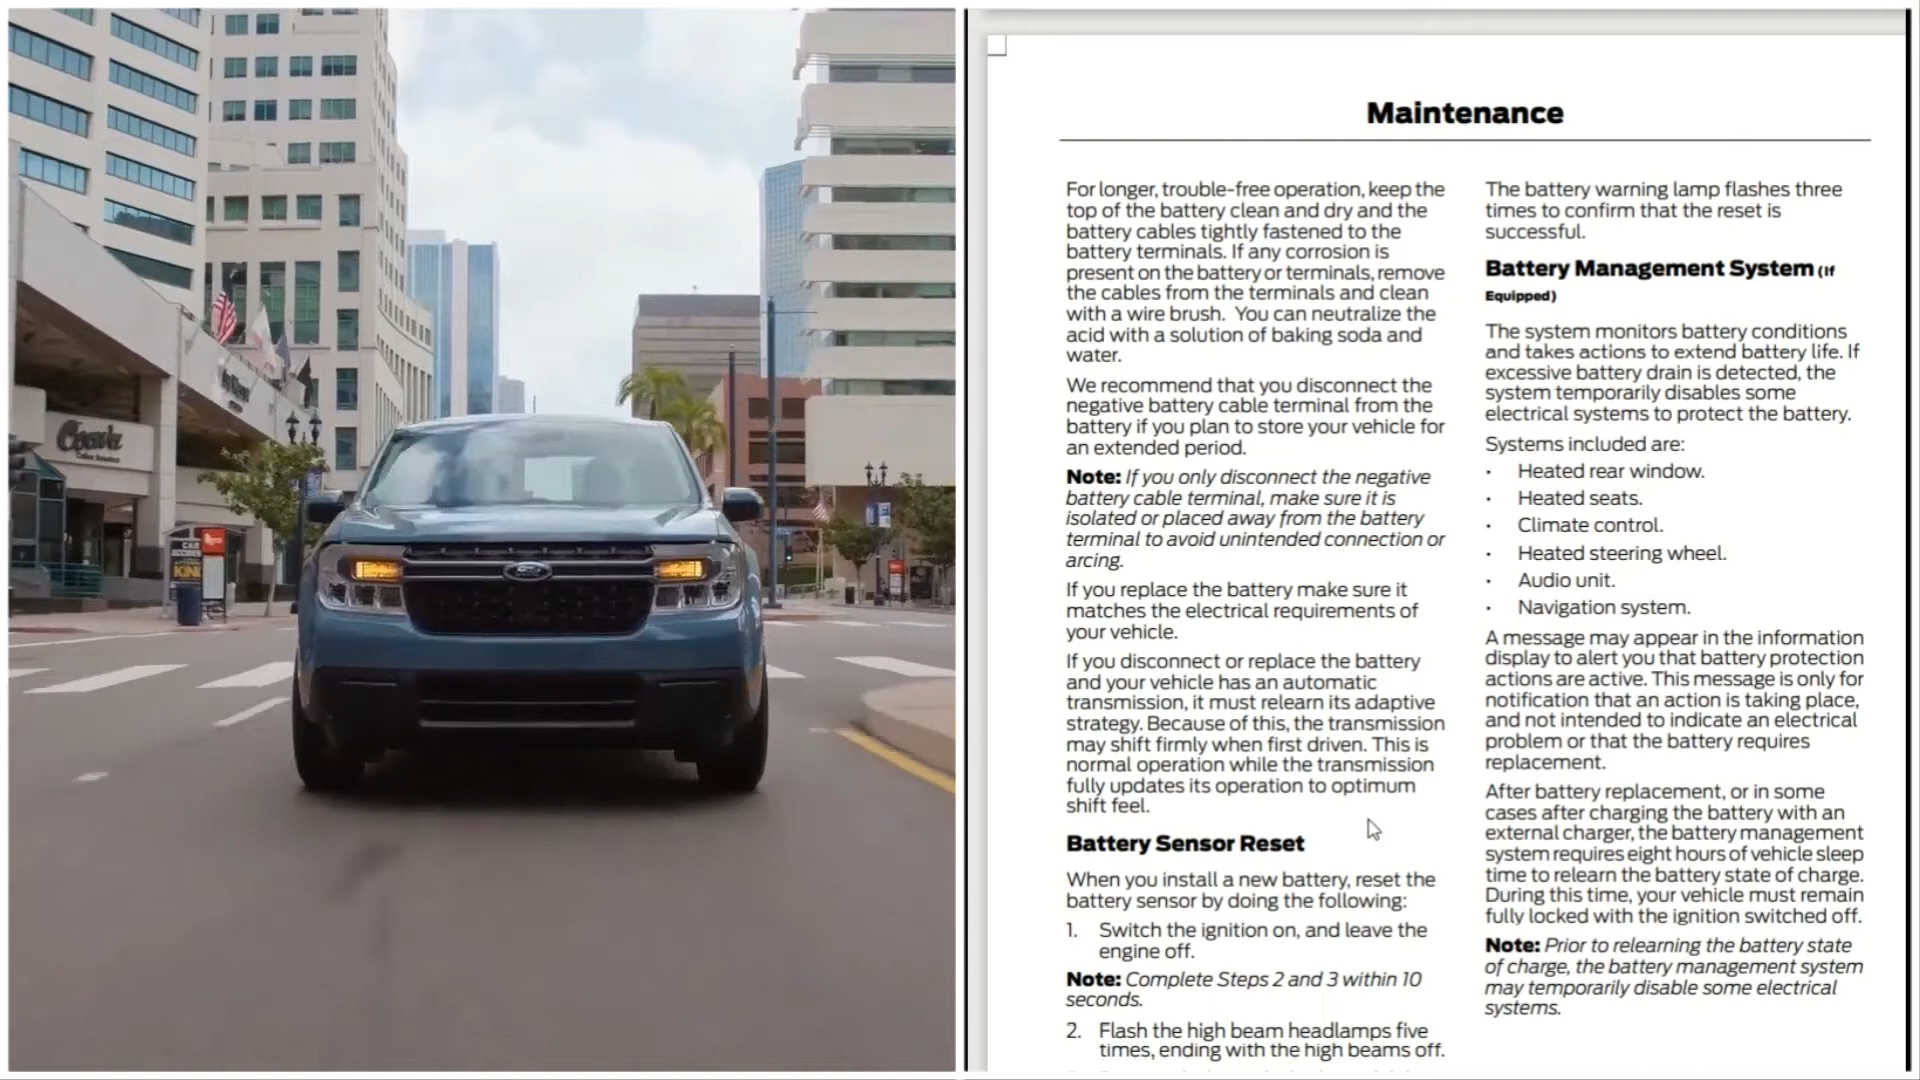 Maintenance
For longer, trouble-free operation, keep the
top of the battery clean and dry and the
battery cables tightly fastened to the
battery terminals. If any corrosion is
present on the battery or terminals, remove
the cables from the terminals and clean
with a wire brush. You can neutralize the
acid with a solution of baking soda and
water.
We recommend that you disconnect the
negative battery cable terminal from the
battery if you plan to store your vehicle for
an extended period.
Note: If you only disconnect the negative
battery cable terminal, make sure it is
isolated or placed away from the battery
terminal to avoid unintended connection or
arcing.
If you replace the battery make sure it
matches the electrical requirements of
your vehicle.
If you disconnect or replace the battery
and your vehicle has an automatic
transmission, it must relearn its adaptive
strategy. Because of this, the transmission
may shift firmly when first driven. This is
normal operation while the transmission
fully updates its operation to optimum
shift feel.
Battery Sensor Reset
When you install a new battery, reset the
battery sensor by doing the following:
1. Switch the ignition on, and leave the
engine off.
Note: Complete Steps 2 and 3 within 10
seconds.
2. Flash the high beam headlamps five
times, ending with the high beams off.
The battery warning lamp flashes three
times to confirm that the reset is
successful.
Battery Management System (If
Equipped)
The system monitors battery conditions
and takes actions to extend battery life. If
excessive battery drain is detected, the
system temporarily disables some
electrical systems to protect the battery.
Systems included are:
· Heated rear window.
· Heated seats.
· Climate control.
· Heated steering wheel.
· Audio unit.
· Navigation system.
A message may appear in the information
display to alert you that battery protection
actions are active. This message is only for
notification that an action is taking place,
and not intended to indicate an electrical
problem or that the battery requires
replacement.
After battery replacement, or in some
cases after charging the battery with an
external charger, the battery management
system requires eight hours of vehicle sleep
time to relearn the battery state of charge.
During this time, your vehicle must remain
fully locked with the ignition switched off.
Note: Prior to relearning the battery state
of charge, the battery management system
may temporarily disable some electrical
systems.